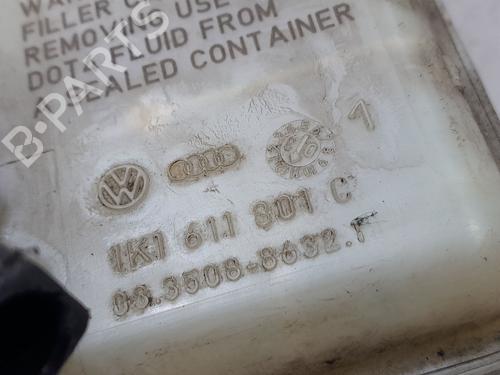 FILLER
REMOVING USE
DOT FLUID FROM
A SEALED CONTAINER
B-PARTS
1
1K1 611 301 C
03.3508-8632.1